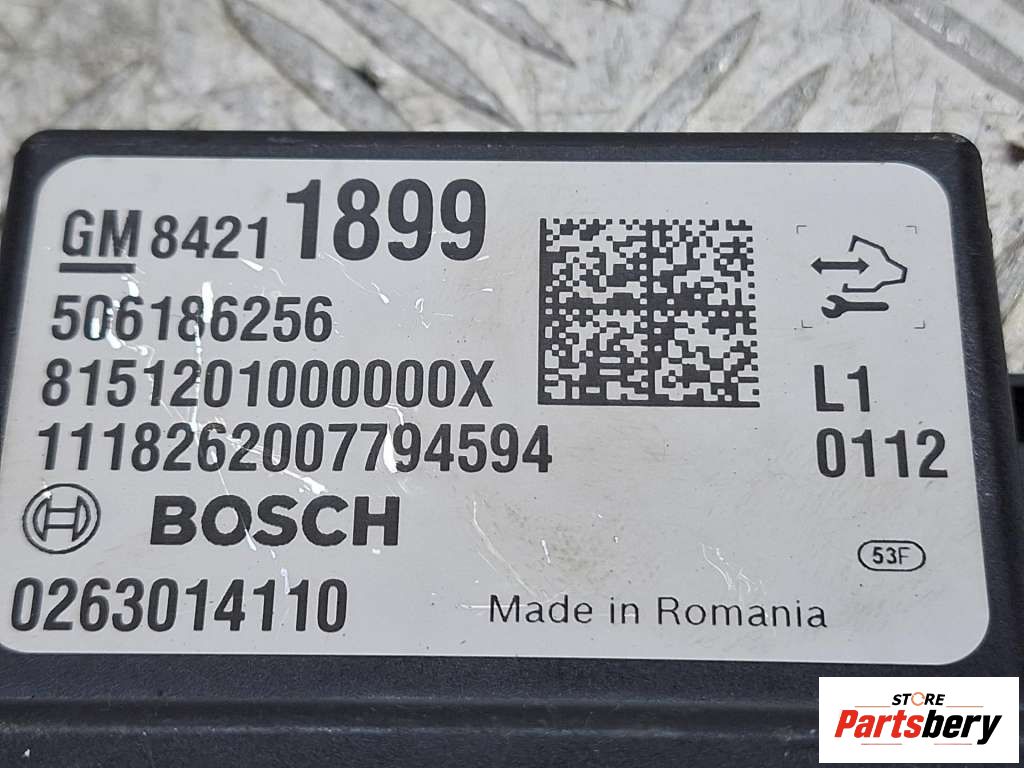 GM 8421 1899
506186256
8151201000000X
1118262007794594
L1
0112
BOSCH
53F
0263014110
Made in Romania
STORE
Partsbery